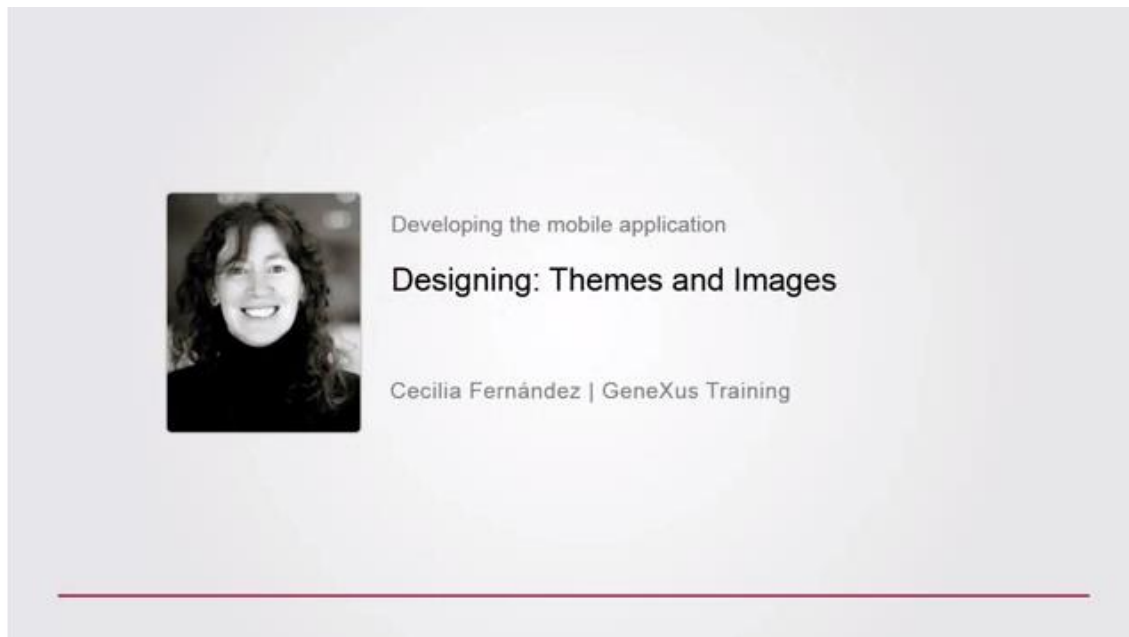 Developing the mobile application
Designing: Themes and Images
Cecilia Fernández | GeneXus Training